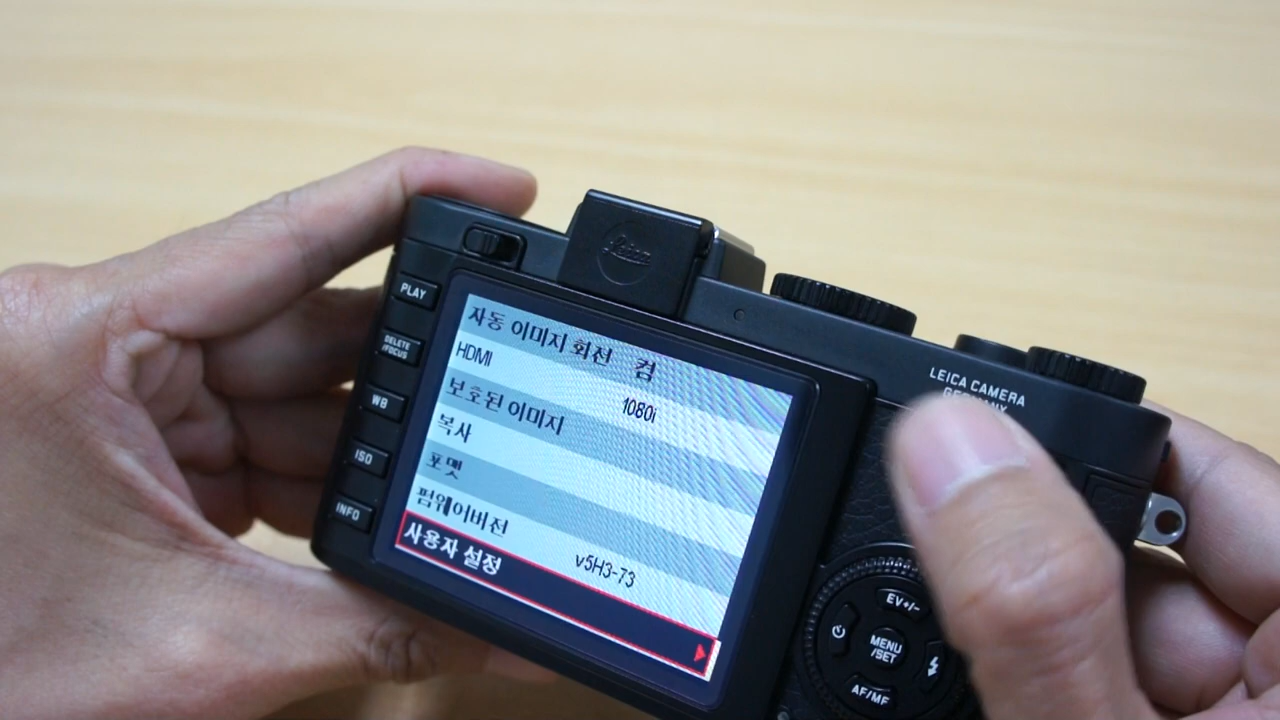 Leica
PLAY
DELETE
/FOCUS
WB
ISO
INFO
자동 이미지 회전 켬
HDMI 1080i
보호된 이미지
복사
포맷
펌웨어버전 v5H3-73
사용자 설정
LEICA CAMERA
GERMANY
EV+/-
MENU
/SET
AF/MF